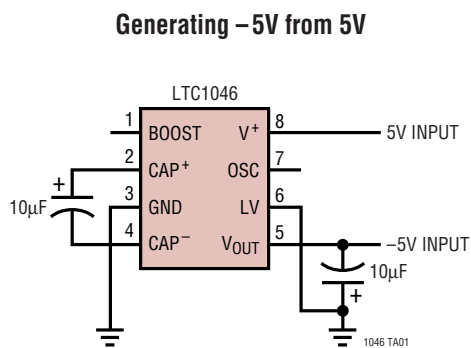 Generating –5V from 5V
LTC1046
1 BOOST V+ 8 5V INPUT
2 CAP+ OSC 7
+ 10µF
3 GND LV 6
4 CAP– VOUT 5 –5V INPUT
10µF
+
1046 TA01